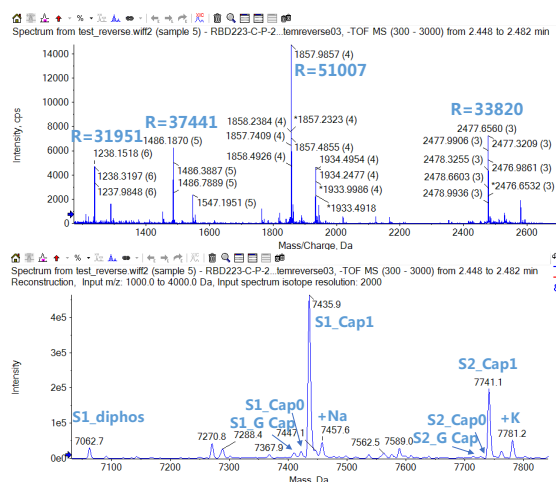 Spectrum from test_reverse.wiff2 (sample 5) - RBD223-C-P-2...temreverse03, -TOF MS (300 - 3000) from 2.448 to 2.482 min
1857.9857 (4)
R=51007
R=37441
R=31951
R=33820
1858.2384 (4)
*1857.2323 (4)
1857.7409 (4)
1857.4855 (4)
1858.4926 (4)
1486.1870 (5)
1486.3887 (5)
1486.7889 (5)
1547.1951 (5)
1238.1518 (6)
1238.3197 (6)
1237.9848 (6)
1934.4954 (4)
1934.2477 (4)
*1933.9986 (4)
*1933.4918
2477.6560 (3)
2477.9906 (3)
2477.3209 (3)
2478.3255 (3)
2476.9861 (3)
2478.6603 (3)
*2476.6532 (3)
2478.9936 (3)
Intensity, cps
14000
12000
10000
8000
6000
4000
2000
0
1400 1600 1800 2000 2200 2400 2600
Mass/Charge, Da
Spectrum from test_reverse.wiff2 (sample 5) - RBD223-C-P-2...temreverse03, -TOF MS (300 - 3000) from 2.448 to 2.482 min
Reconstruction, Input m/z: 1000.0 to 4000.0 Da, Input spectrum isotope resolution: 2000
7435.9
S1_Cap1
S2_Cap1
7741.1
S1_Cap0
S1_G Cap
+Na
7447.1
7457.6
S1_diphos
7062.7
7270.8
7288.4
7367.9
7562.5
7589.0
S2_Cap0
S2_G Cap
+K
7781.2
Intensity
4e5
3e5
2e5
1e5
0e0
7100 7200 7300 7400 7500 7600 7700 7800
Mass, Da